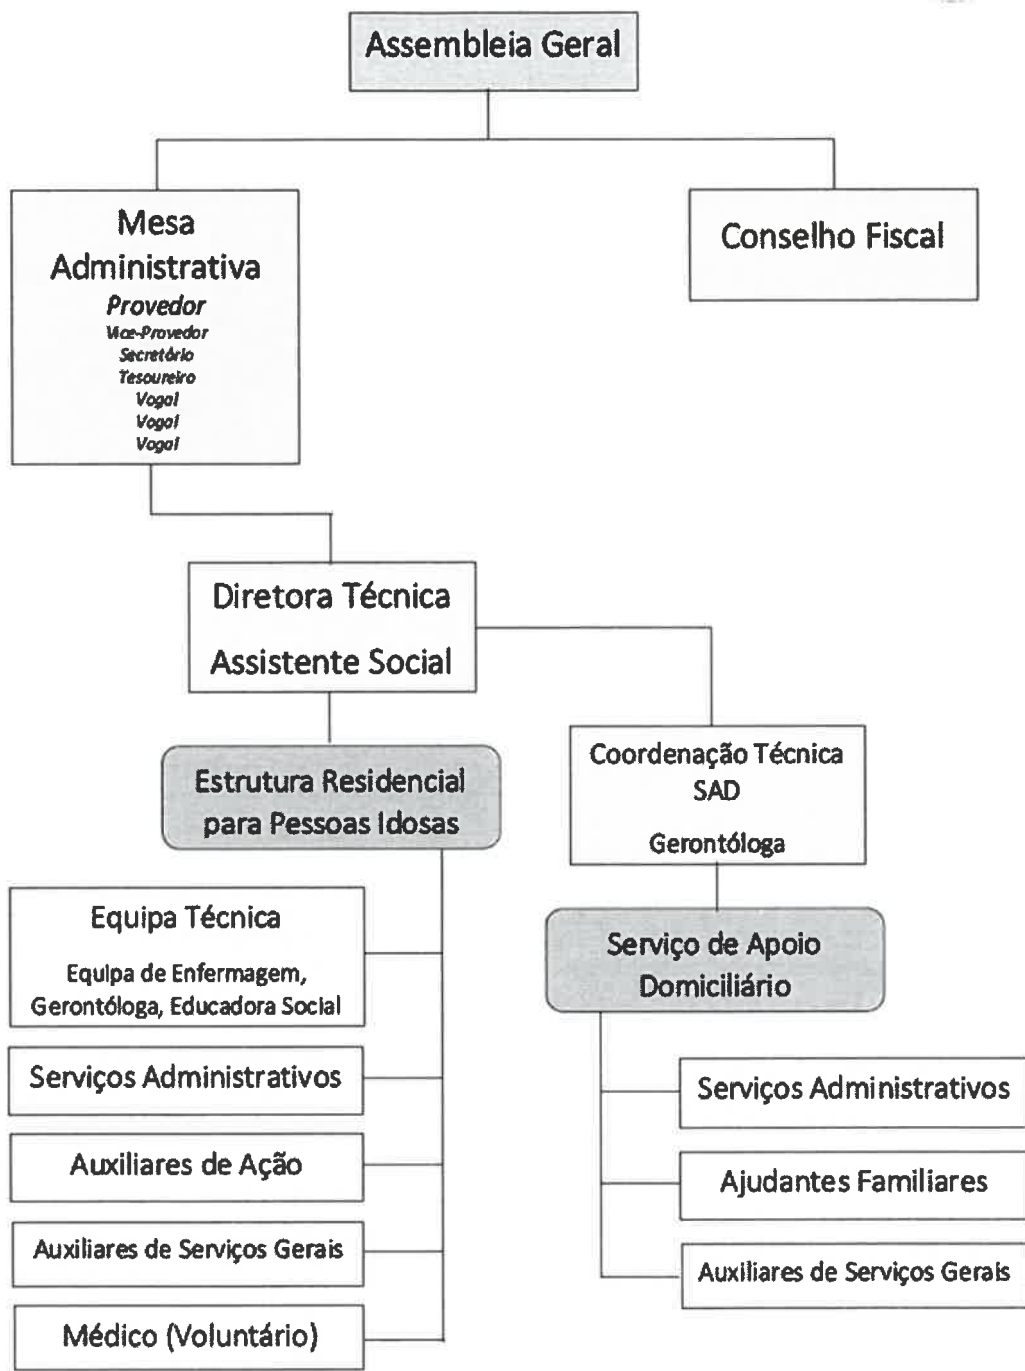 Assembleia Geral
Mesa
Administrativa
Provedor
Vice-Provedor
Secretário
Tesoureiro
Vogal
Vogal
Vogal
Conselho Fiscal
Diretora Técnica
Assistente Social
Estrutura Residencial
para Pessoas Idosas
Coordenação Técnica
SAD
Gerontóloga
Equipa Técnica
Equipa de Enfermagem,
Gerontóloga, Educadora Social
Serviços Administrativos
Auxiliares de Ação
Auxiliares de Serviços Gerais
Médico (Voluntário)
Serviço de Apoio
Domiciliário
Serviços Administrativos
Ajudantes Familiares
Auxiliares de Serviços Gerais